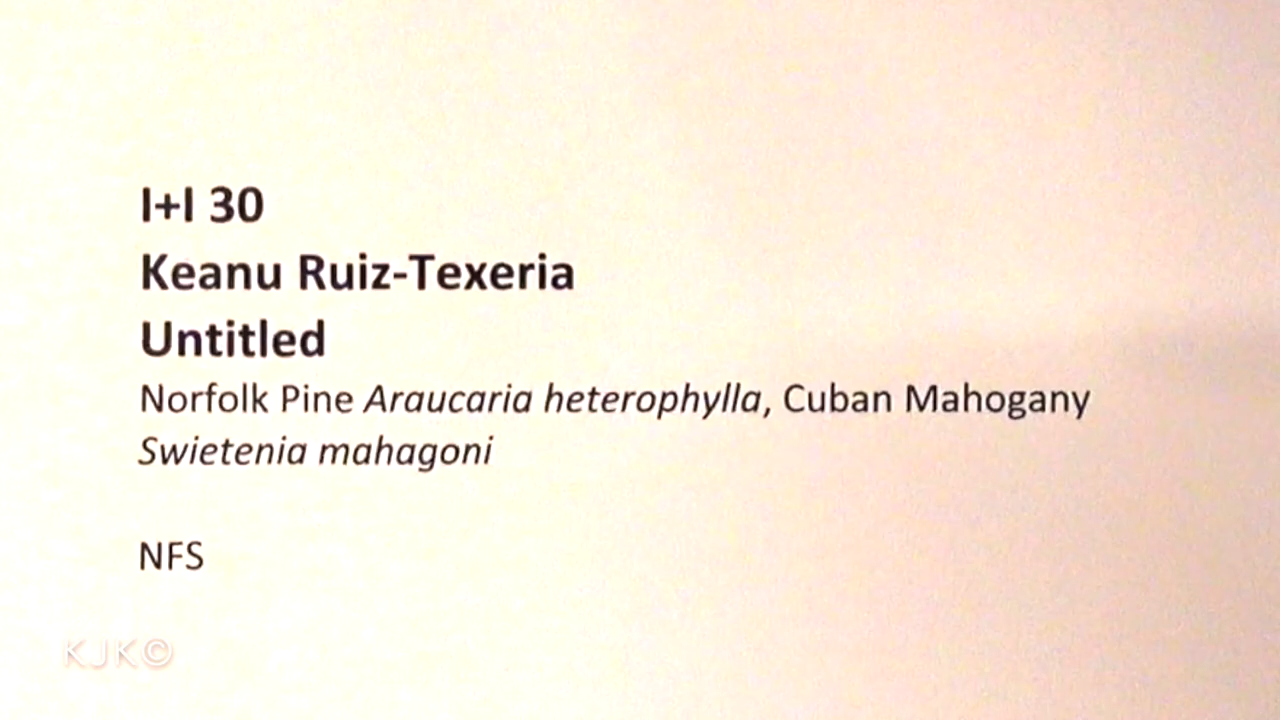 I+I 30
Keanu Ruiz-Texeria
Untitled
Norfolk Pine Araucaria heterophylla, Cuban Mahogany
Swietenia mahagoni
NFS
KJK©